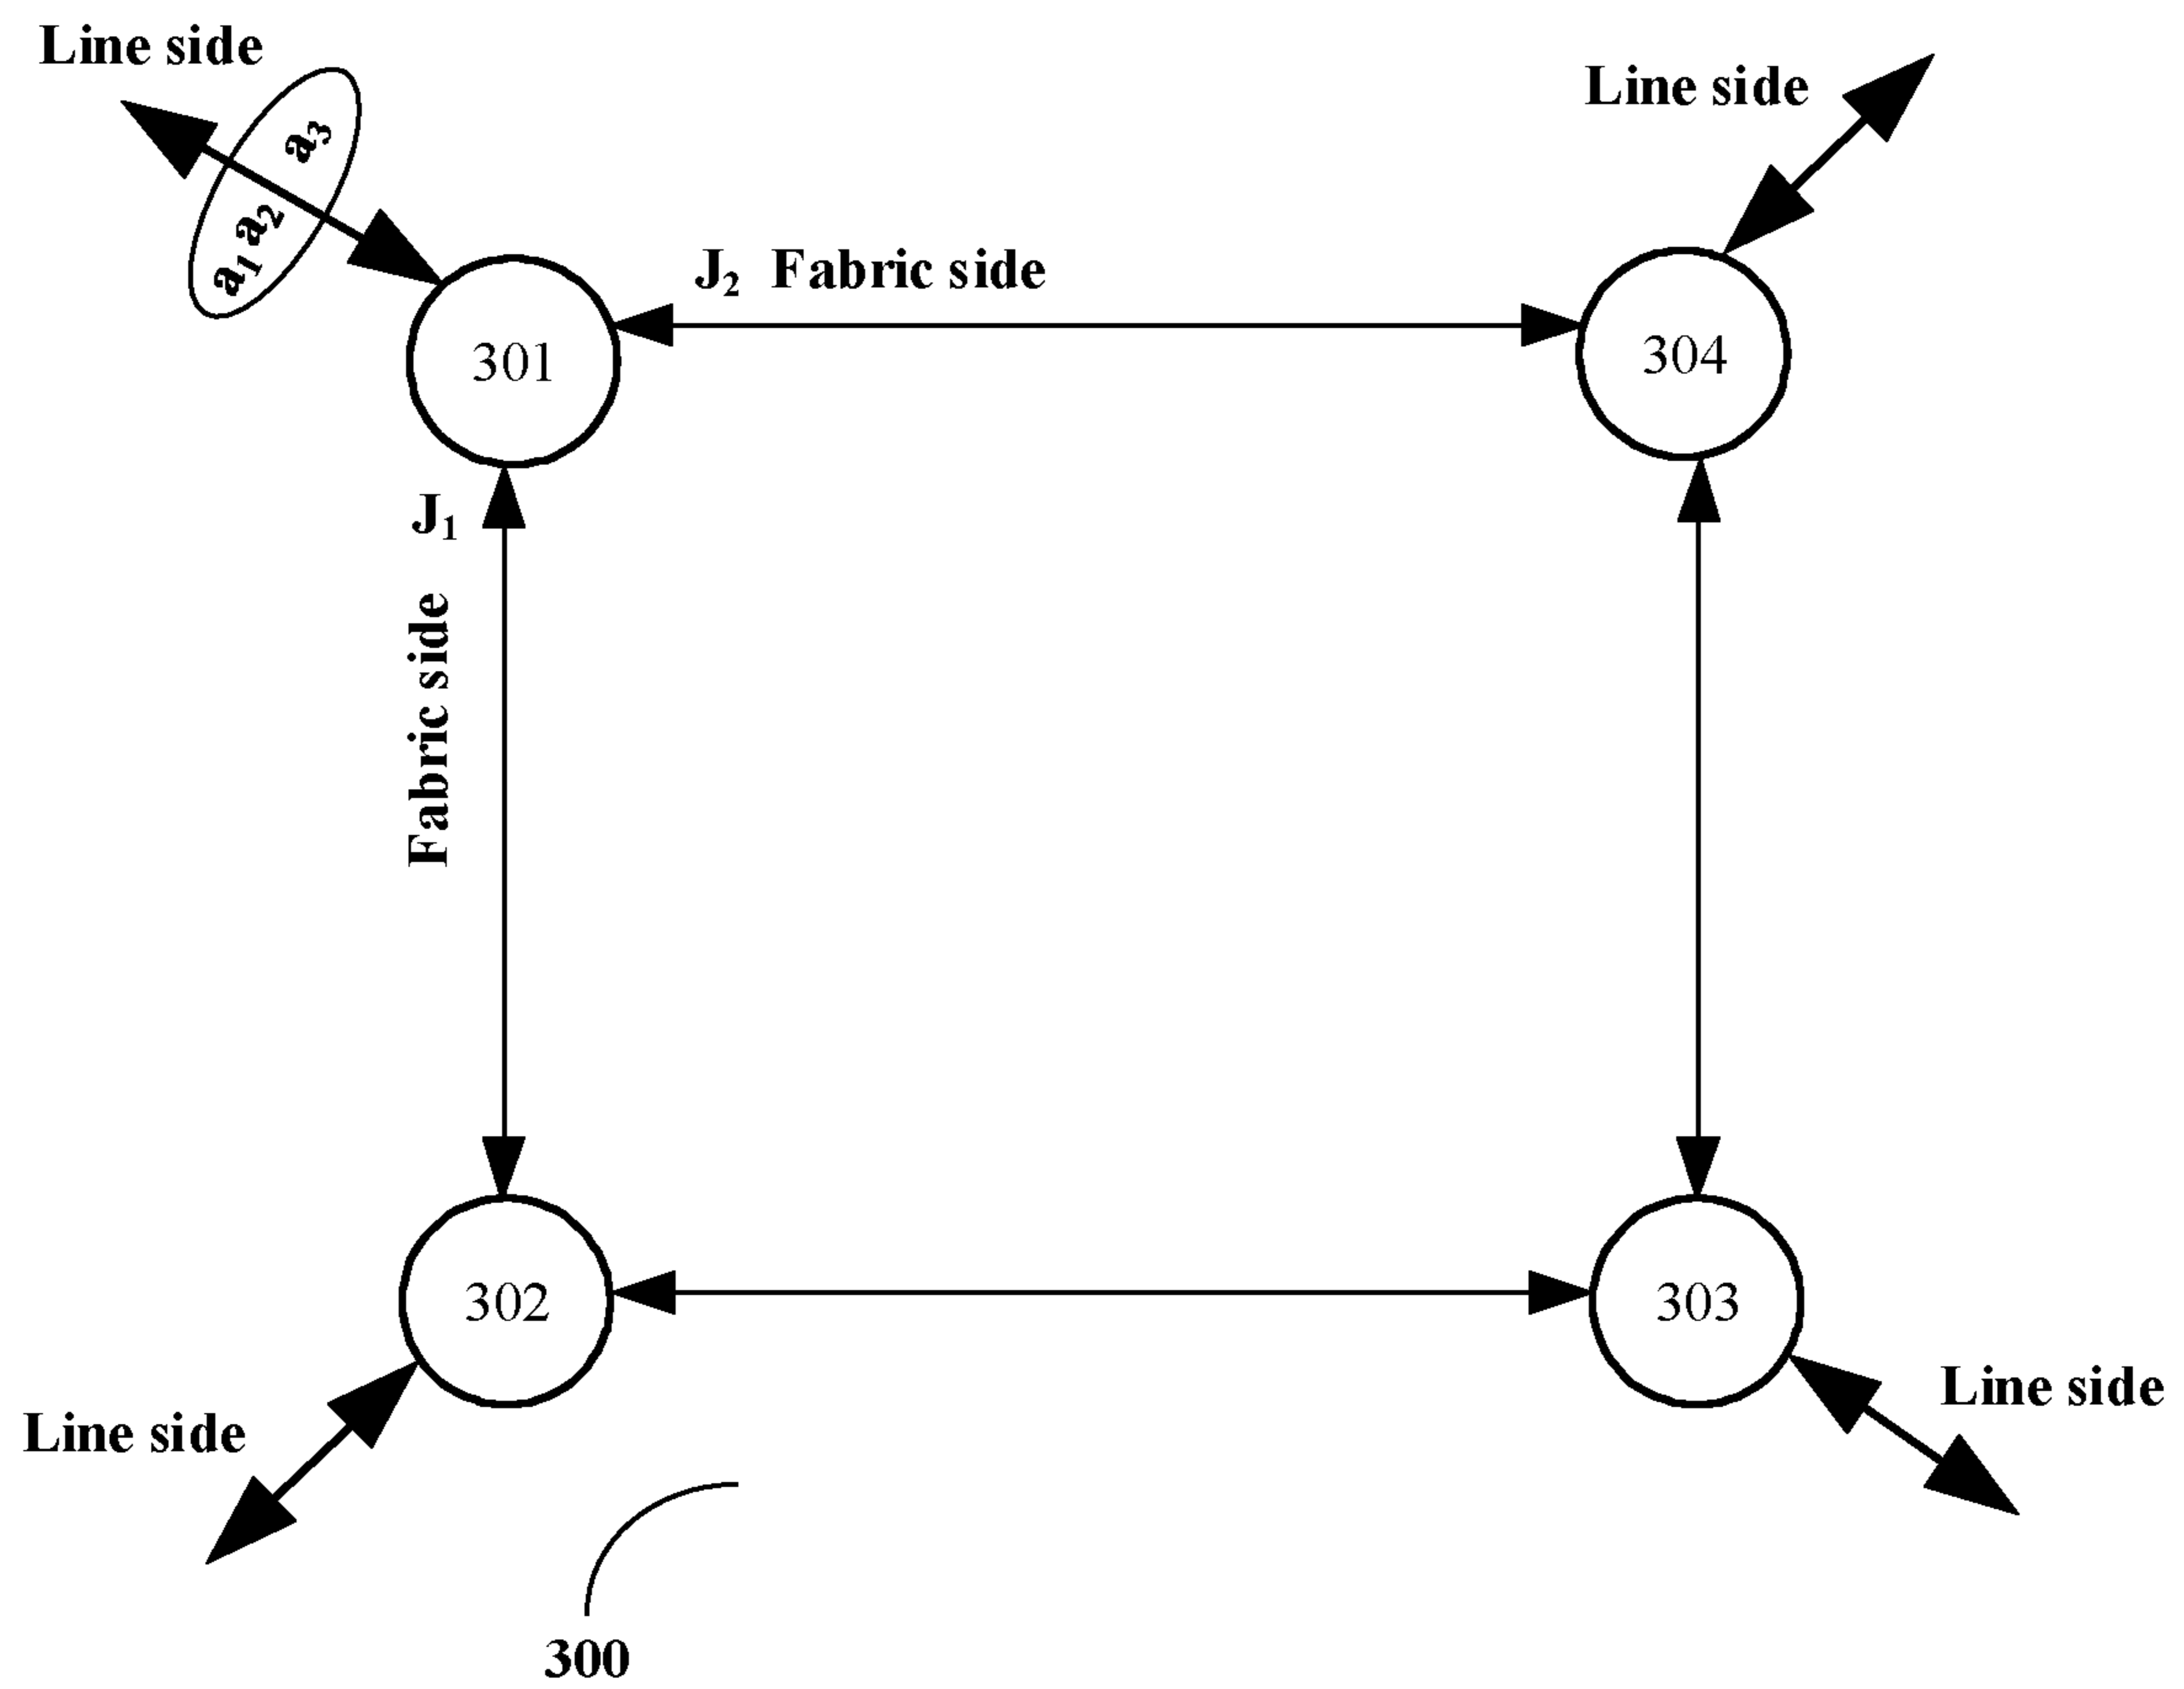 Line side
Line side
a₃
a₁ a₂
J₂ Fabric side
301
304
J₁
Fabric side
302
303
Line side
Line side
300